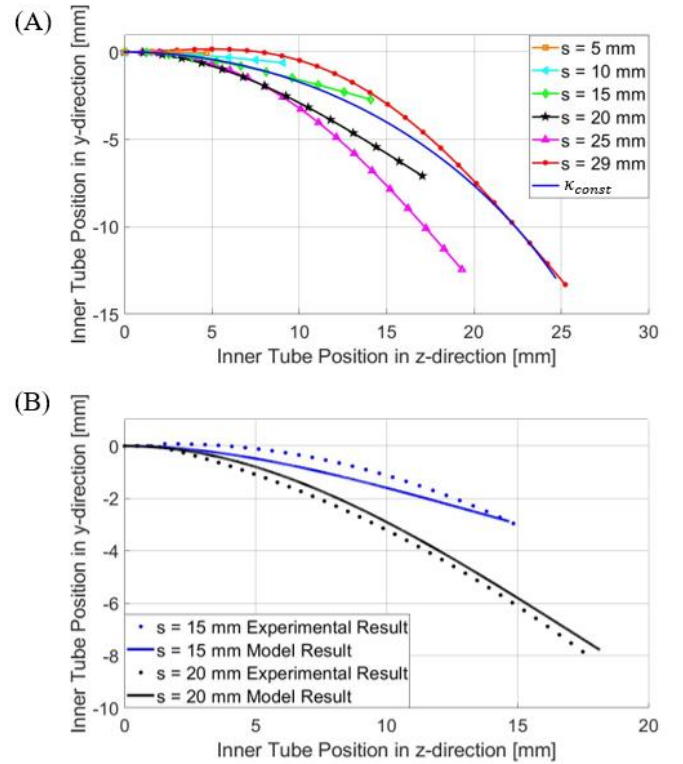 (A)
Inner Tube Position in y-direction [mm]
0
-5
-10
-15
s = 5 mm
s = 10 mm
s = 15 mm
s = 20 mm
s = 25 mm
s = 29 mm
κconst
0 5 10 15 20 25 30
Inner Tube Position in z-direction [mm]
(B)
Inner Tube Position in y-direction [mm]
0
-2
-4
-6
-8
-10
s = 15 mm Experimental Result
s = 15 mm Model Result
s = 20 mm Experimental Result
s = 20 mm Model Result
0 5 10 15 20
Inner Tube Position in z-direction [mm]